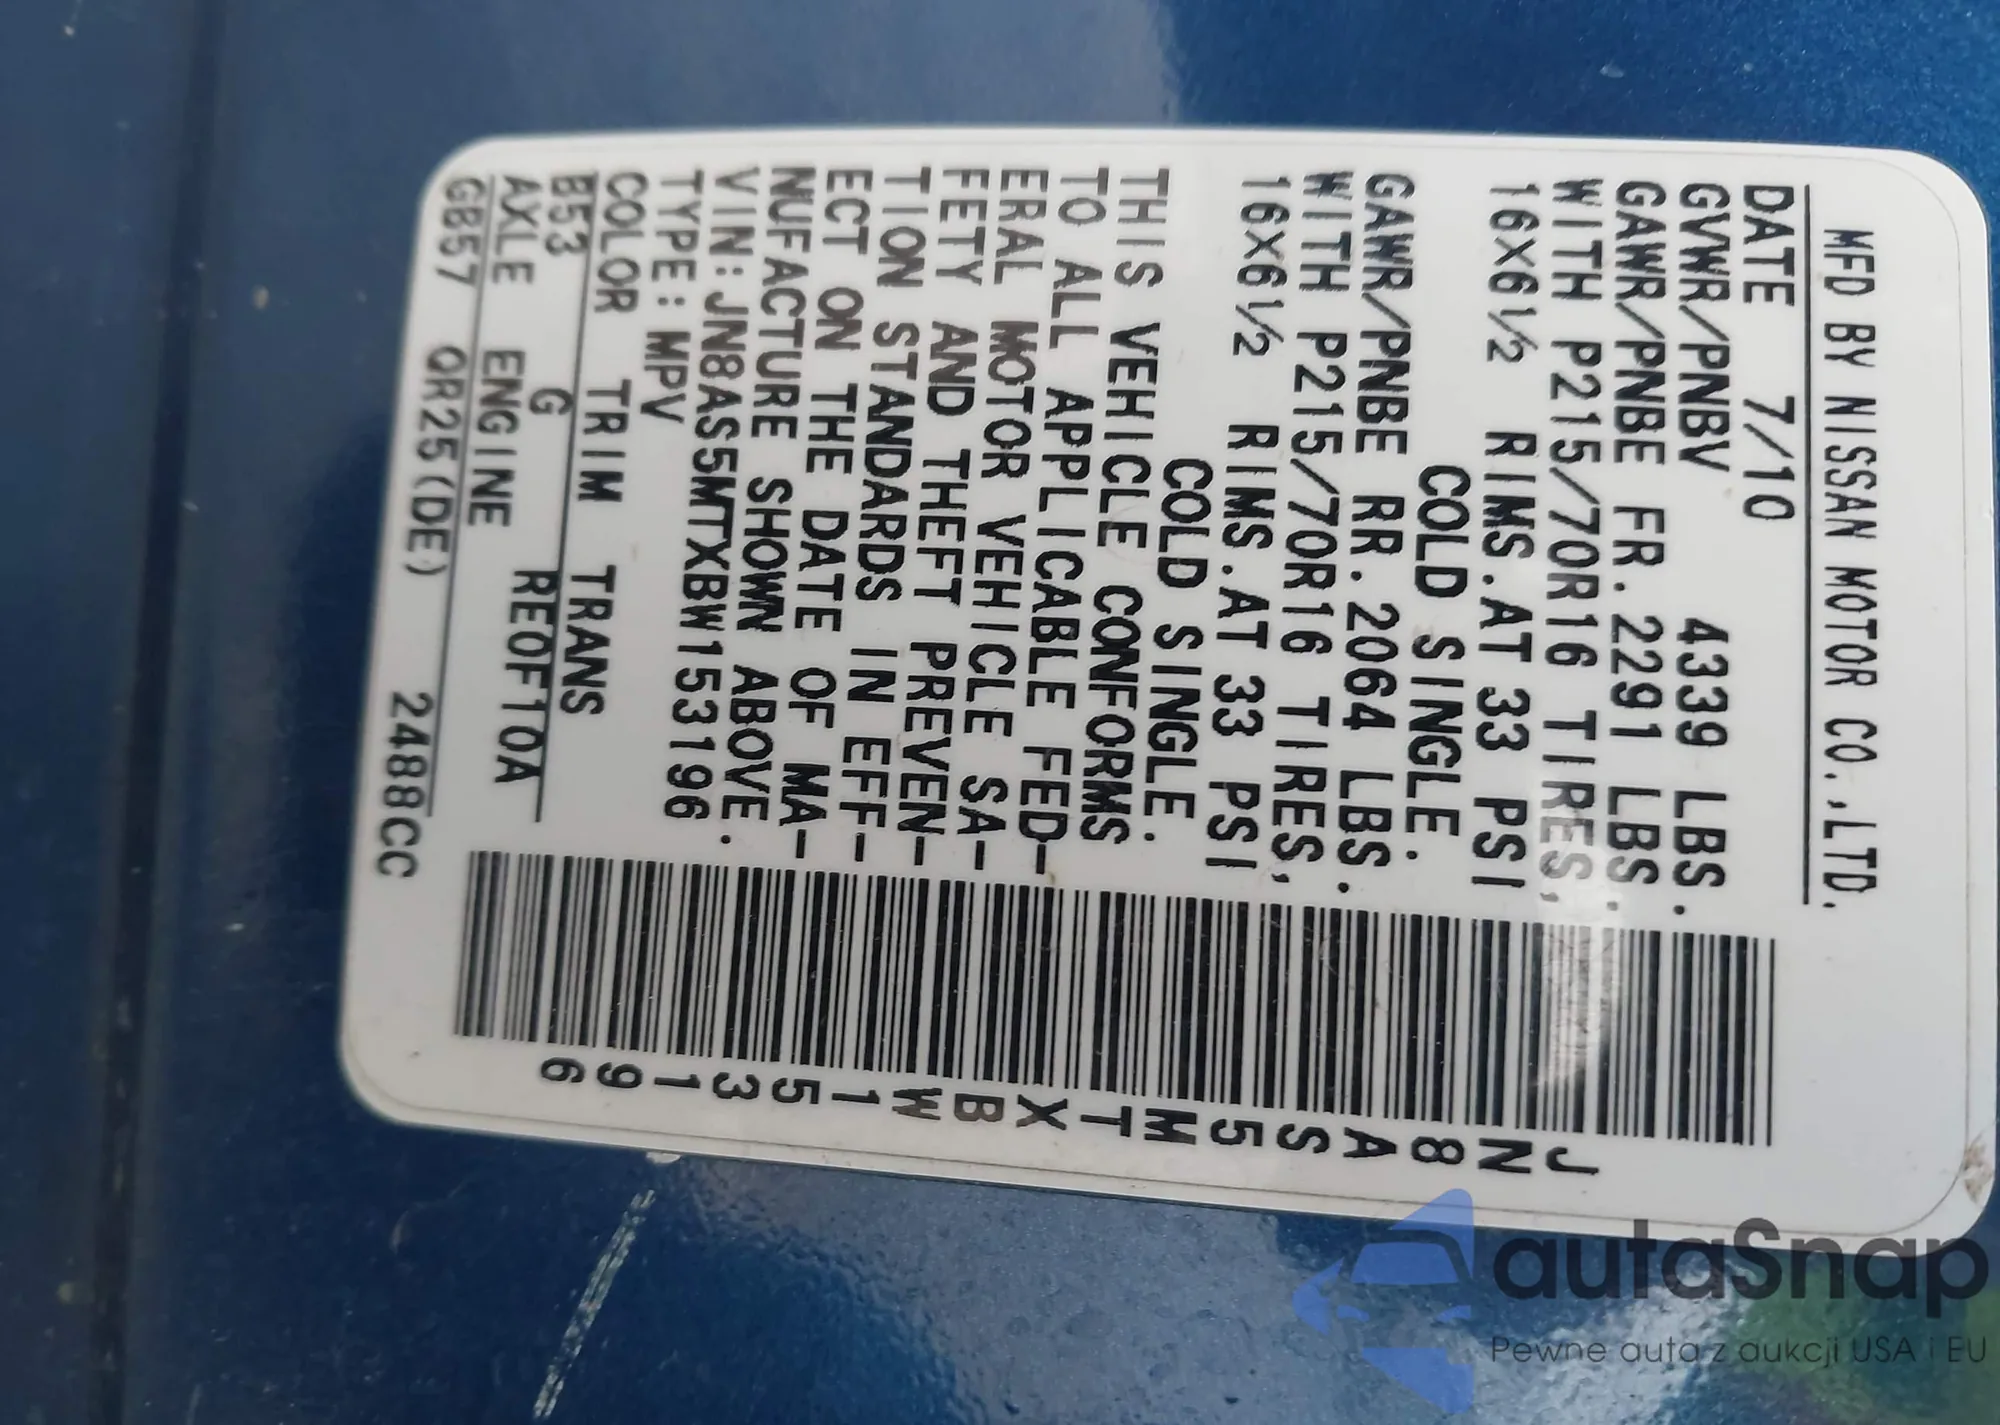 MFD BY NISSAN MOTOR CO.,LTD.
DATE 7/10
GVWR/PNBV 4339 LBS.
GAWR/PNBE FR.2291 LBS.
WITH P215/70R16 TIRES,
16X6½ RIMS.AT 33 PSI
COLD SINGLE.
GAWR/PNBE RR.2064 LBS.
WITH P215/70R16 TIRES,
16X6½ RIMS.AT 33 PSI
COLD SINGLE.
THIS VEHICLE CONFORMS
TO ALL APPLICABLE FED-
ERAL MOTOR VEHICLE SA-
FETY AND THEFT PREVEN-
TION STANDARDS IN EFF-
ECT ON THE DATE OF MA-
NUFACTURE SHOWN ABOVE.
VIN:JN8AS5MTXBW153196
TYPE:MPV
COLOR TRIM TRANS
B53 G RE0F10A
AXLE ENGINE
GB57 QR25(DE) 2488CC
JN8AS5MTXBW153196
autaSnap
Pewne auta z aukcji USA i EU